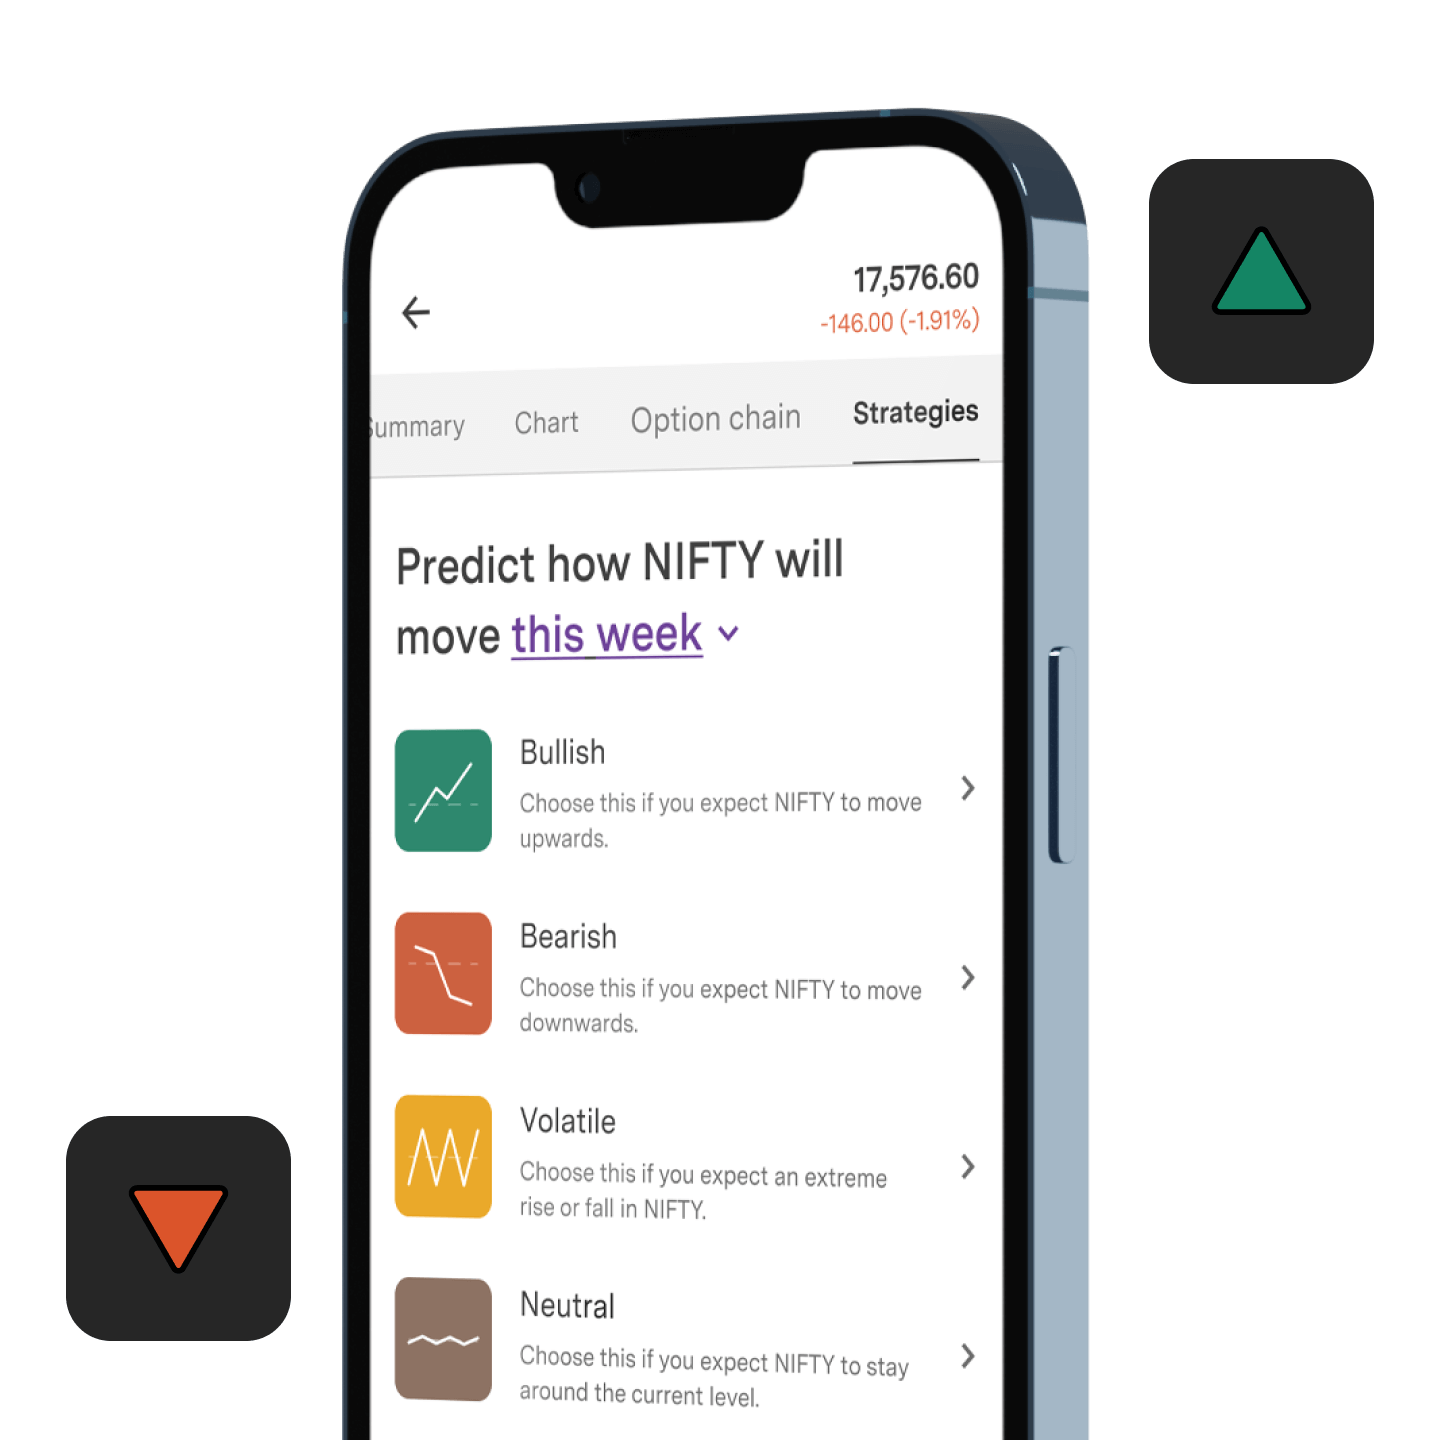 17,576.60
-146.00 (-1.91%)
Summary Chart Option chain Strategies
Predict how NIFTY will
move this week
Bullish
Choose this if you expect NIFTY to move
upwards.
Bearish
Choose this if you expect NIFTY to move
downwards.
Volatile
Choose this if you expect an extreme
rise or fall in NIFTY.
Neutral
Choose this if you expect NIFTY to stay
around the current level.